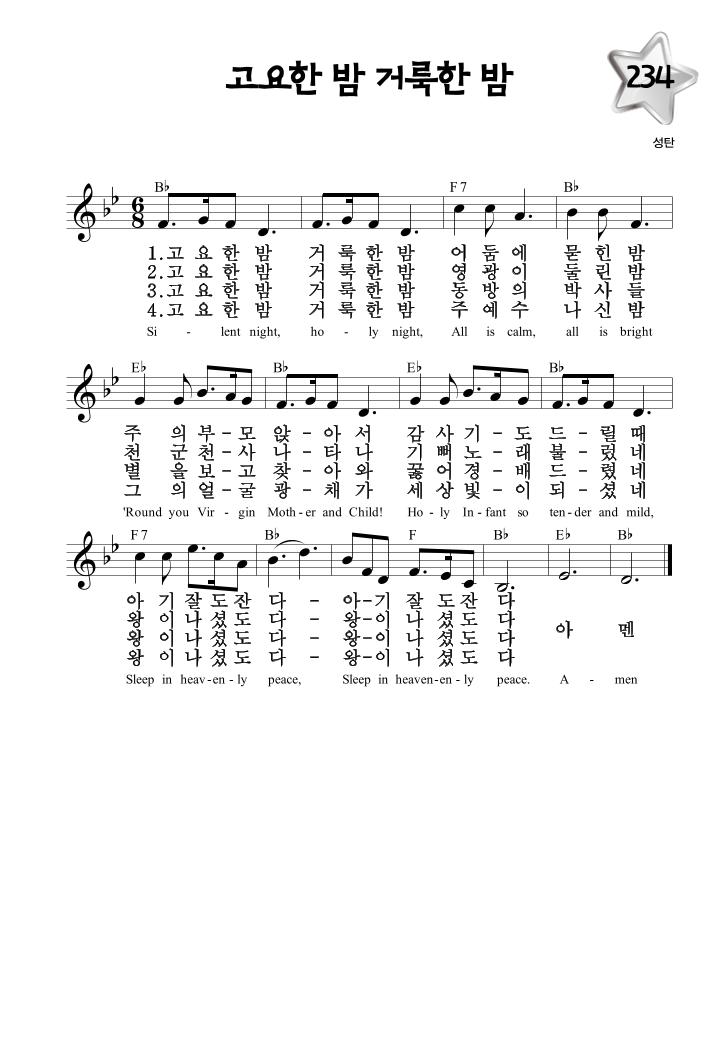 고요한 밤 거룩한 밤
234
성탄
B♭ F7 B♭
6
8
1.고 요 한 밤 거 룩 한 밤 어 둠 에 묻 힌 밤
2.고 요 한 밤 거 룩 한 밤 영 광 이 둘 린 밤
3.고 요 한 밤 거 룩 한 밤 동 방 의 박 사 들
4.고 요 한 밤 거 룩 한 밤 주 예 수 나 신 밤
Si - lent night, ho - ly night, All is calm, all is bright
E♭ B♭ E♭ B♭
주 의 부 - 모 앉 - 아 서 감 사 기 - 도 드 - 릴 때
천 군 천 - 사 나 - 타 나 기 뻐 노 - 래 불 - 렀 네
별 을 보 - 고 찾 - 아 와 꿇 어 경 - 배 드 - 렸 네
그 의 얼 - 굴 광 - 채 가 세 상 빛 - 이 되 - 셨 네
'Round you Vir - gin Moth - er and Child! Ho - ly In - fant so ten - der and mild,
F7 B♭ F B♭ E♭ B♭
아 기 잘 도 잔 다 - 아 - 기 잘 도 잔 다
왕 이 나 셨 도 다 - 왕 - 이 나 셨 도 다 아 멘
왕 이 나 셨 도 다 - 왕 - 이 나 셨 도 다
왕 이 나 셨 도 다 - 왕 - 이 나 셨 도 다
Sleep in heav - en - ly peace, Sleep in heaven - en - ly peace. A - men